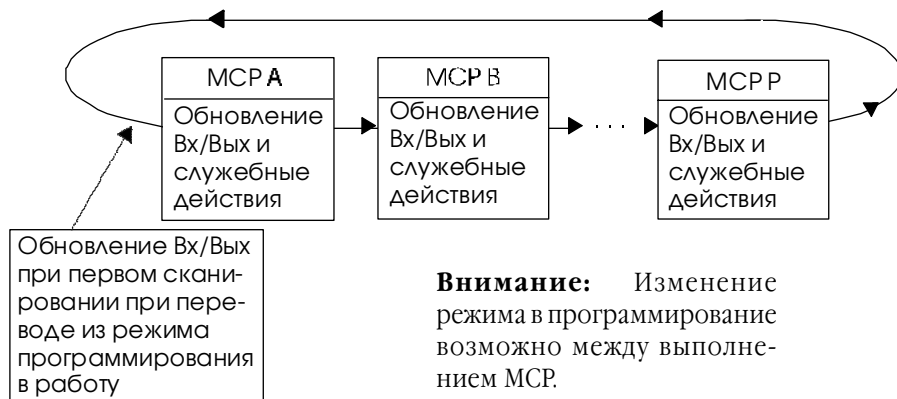 МСР А
МСР В
МСР Р
Обновление
Вх/Вых и
служебные
действия
Обновление
Вх/Вых и
служебные
действия
. . .
Обновление
Вх/Вых и
служебные
действия
Обновление Вх/Вых
при первом скани-
ровании при пере-
воде из режима
программирования
в работу
Внимание: Изменение
режима в программирование
возможно между выполне-
нием МСР.